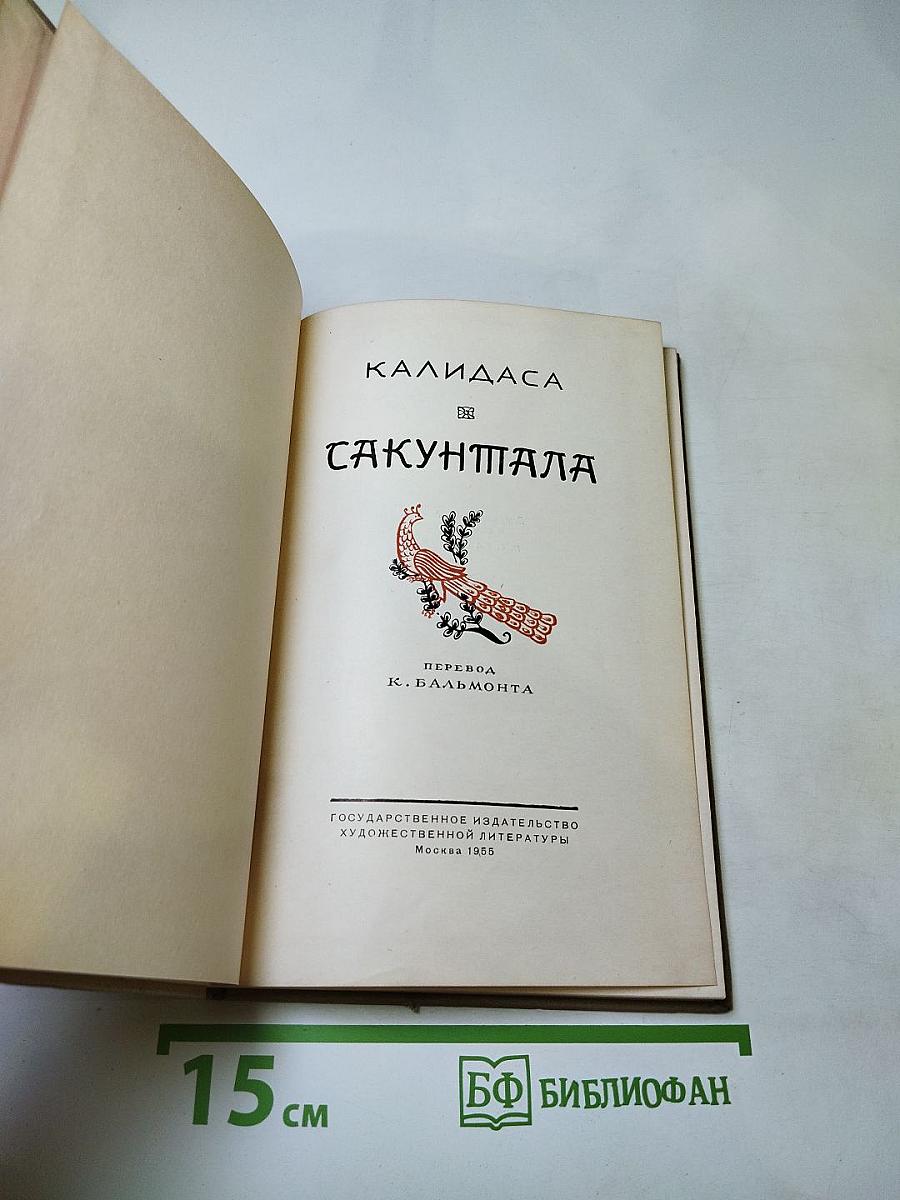 КАЛИДАСА
САКУНТАЛА
ПЕРЕВОД
К. БАЛЬМОНТА
ГОСУДАРСТВЕННОЕ ИЗДАТЕЛЬСТВО
ХУДОЖЕСТВЕННОЙ ЛИТЕРАТУРЫ
Москва 1955
15 см
БФ БИБЛИОФАН